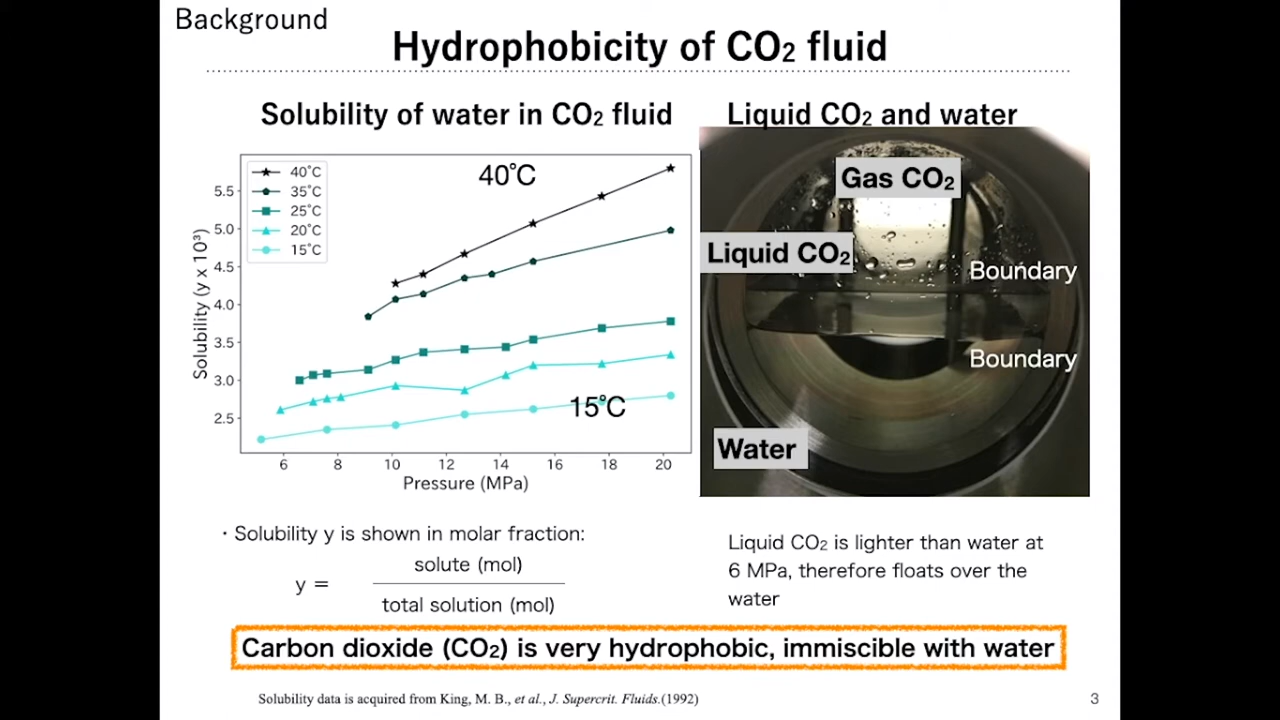 Background
Hydrophobicity of CO₂ fluid
Solubility of water in CO₂ fluid
40℃
40˚C
35˚C
25˚C
20˚C
15˚C
15℃
5.5
5.0
4.5
4.0
3.5
3.0
2.5
Solubility (y x 10³)
6 8 10 12 14 16 18 20
Pressure (MPa)
Liquid CO₂ and water
Gas CO₂
Liquid CO₂
Boundary
Boundary
Water
・Solubility y is shown in molar fraction:
solute (mol)
y =
total solution (mol)
Liquid CO₂ is lighter than water at
6 MPa, therefore floats over the
water
Carbon dioxide (CO₂) is very hydrophobic, immiscible with water
Solubility data is acquired from King, M. B., et al., J. Supercrit. Fluids.(1992)
3